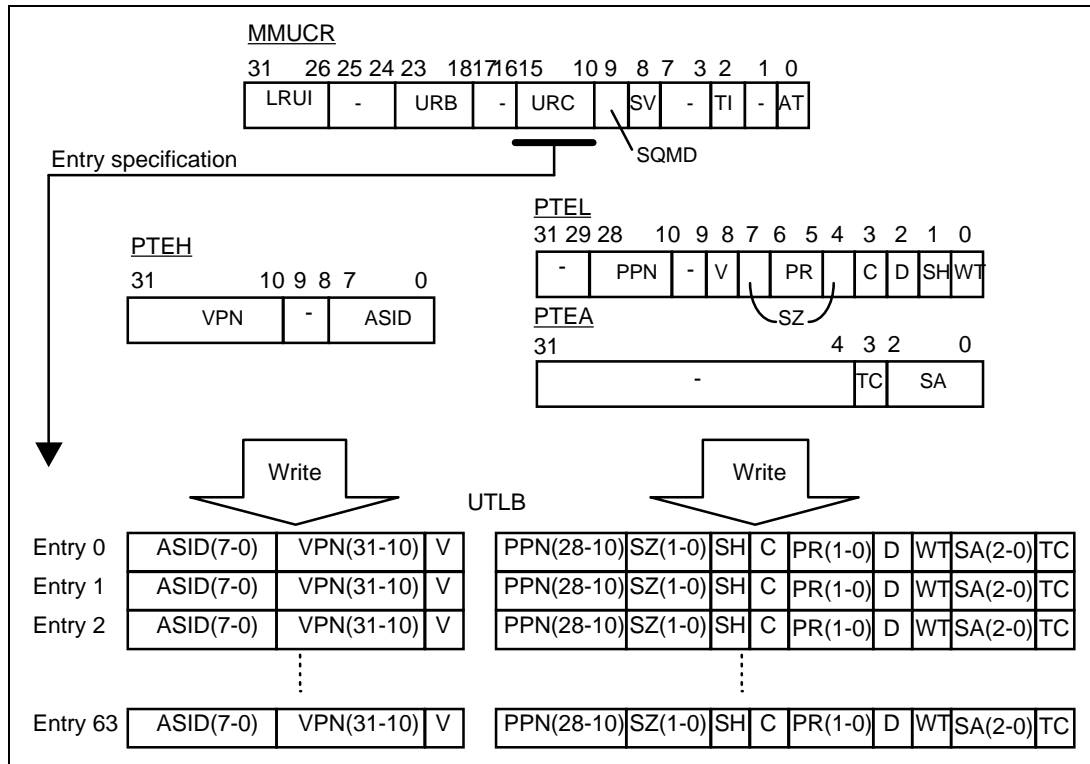 MMUCR
31 26 25 24 23 18 17 16 15 10 9 8 7 3 2 1 0
LRUI - URB - URC SV - TI - AT
SQMD
Entry specification
PTEL
31 29 28 10 9 8 7 6 5 4 3 2 1 0
- PPN - V PR C D SH WT
SZ
PTEH
31 10 9 8 7 0
VPN - ASID
PTEA
31 4 3 2 0
- TC SA
Write Write
UTLB
Entry 0 ASID(7-0) VPN(31-10) V PPN(28-10) SZ(1-0) SH C PR(1-0) D WT SA(2-0) TC
Entry 1 ASID(7-0) VPN(31-10) V PPN(28-10) SZ(1-0) SH C PR(1-0) D WT SA(2-0) TC
Entry 2 ASID(7-0) VPN(31-10) V PPN(28-10) SZ(1-0) SH C PR(1-0) D WT SA(2-0) TC
Entry 63 ASID(7-0) VPN(31-10) V PPN(28-10) SZ(1-0) SH C PR(1-0) D WT SA(2-0) TC